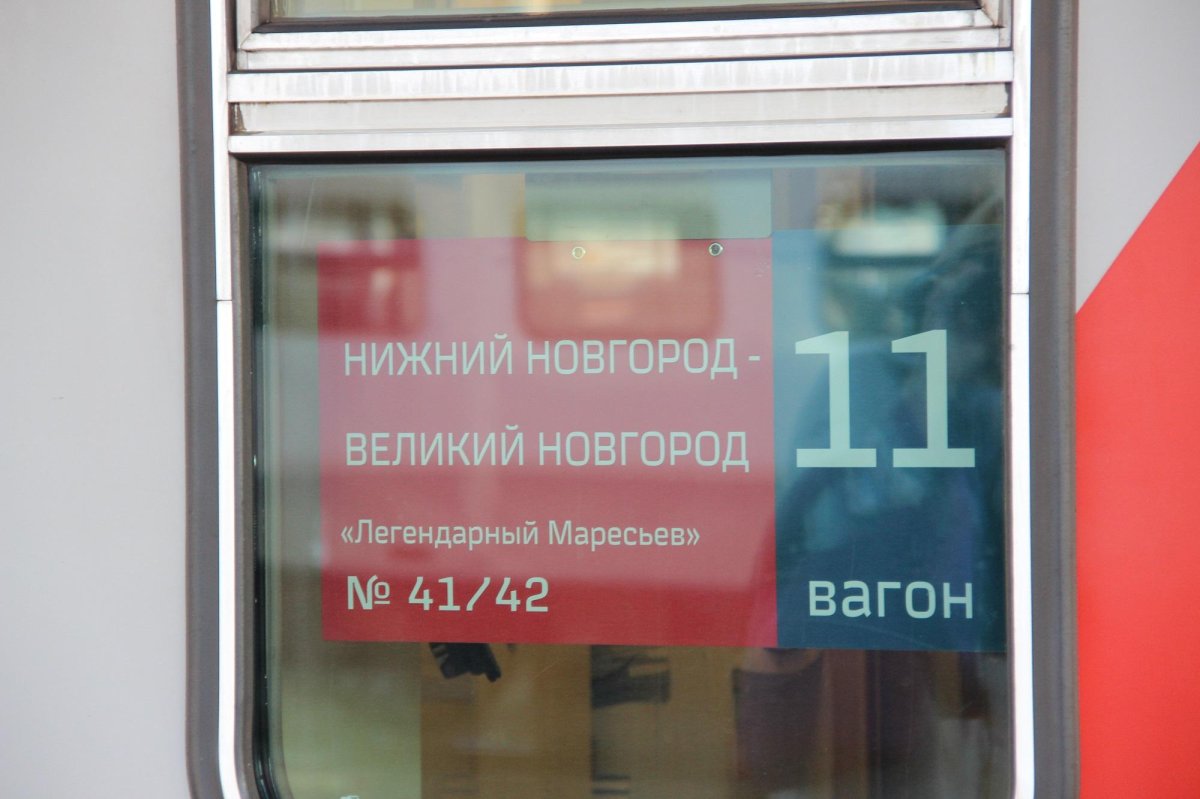 НИЖНИЙ НОВГОРОД -
ВЕЛИКИЙ НОВГОРОД
«Легендарный Маресьев»
№ 41/42
11
вагон